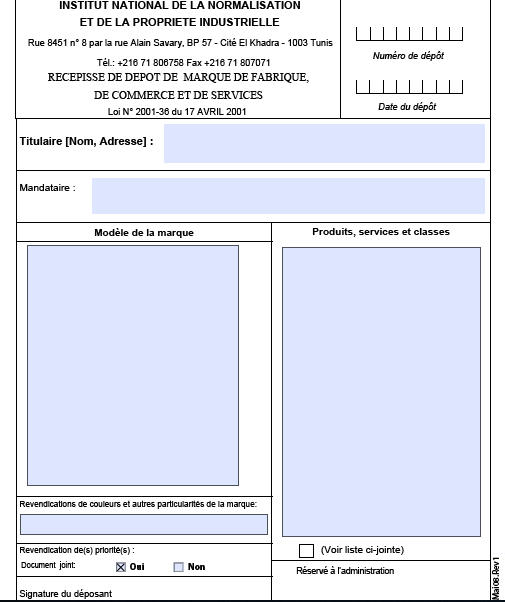 INSTITUT NATIONAL DE LA NORMALISATION
ET DE LA PROPRIETE INDUSTRIELLE
Rue 8451 n° 8 par la rue Alain Savary, BP 57 - Cité El Khadra - 1003 Tunis
Tél.: +216 71 806758 Fax +216 71 807071
RECEPISSE DE DEPOT DE MARQUE DE FABRIQUE,
DE COMMERCE ET DE SERVICES
Loi N° 2001-36 du 17 AVRIL 2001
Numéro de dépôt
Date du dépôt
Titulaire [Nom, Adresse] :
Mandataire :
Modèle de la marque
Produits, services et classes
Revendications de couleurs et autres particularités de la marque:
Revendication de(s) priorité(s) :
Document joint:
Oui
Non
Signature du déposant
(Voir liste ci-jointe)
Réservé à l'administration
Mai08.Rev1